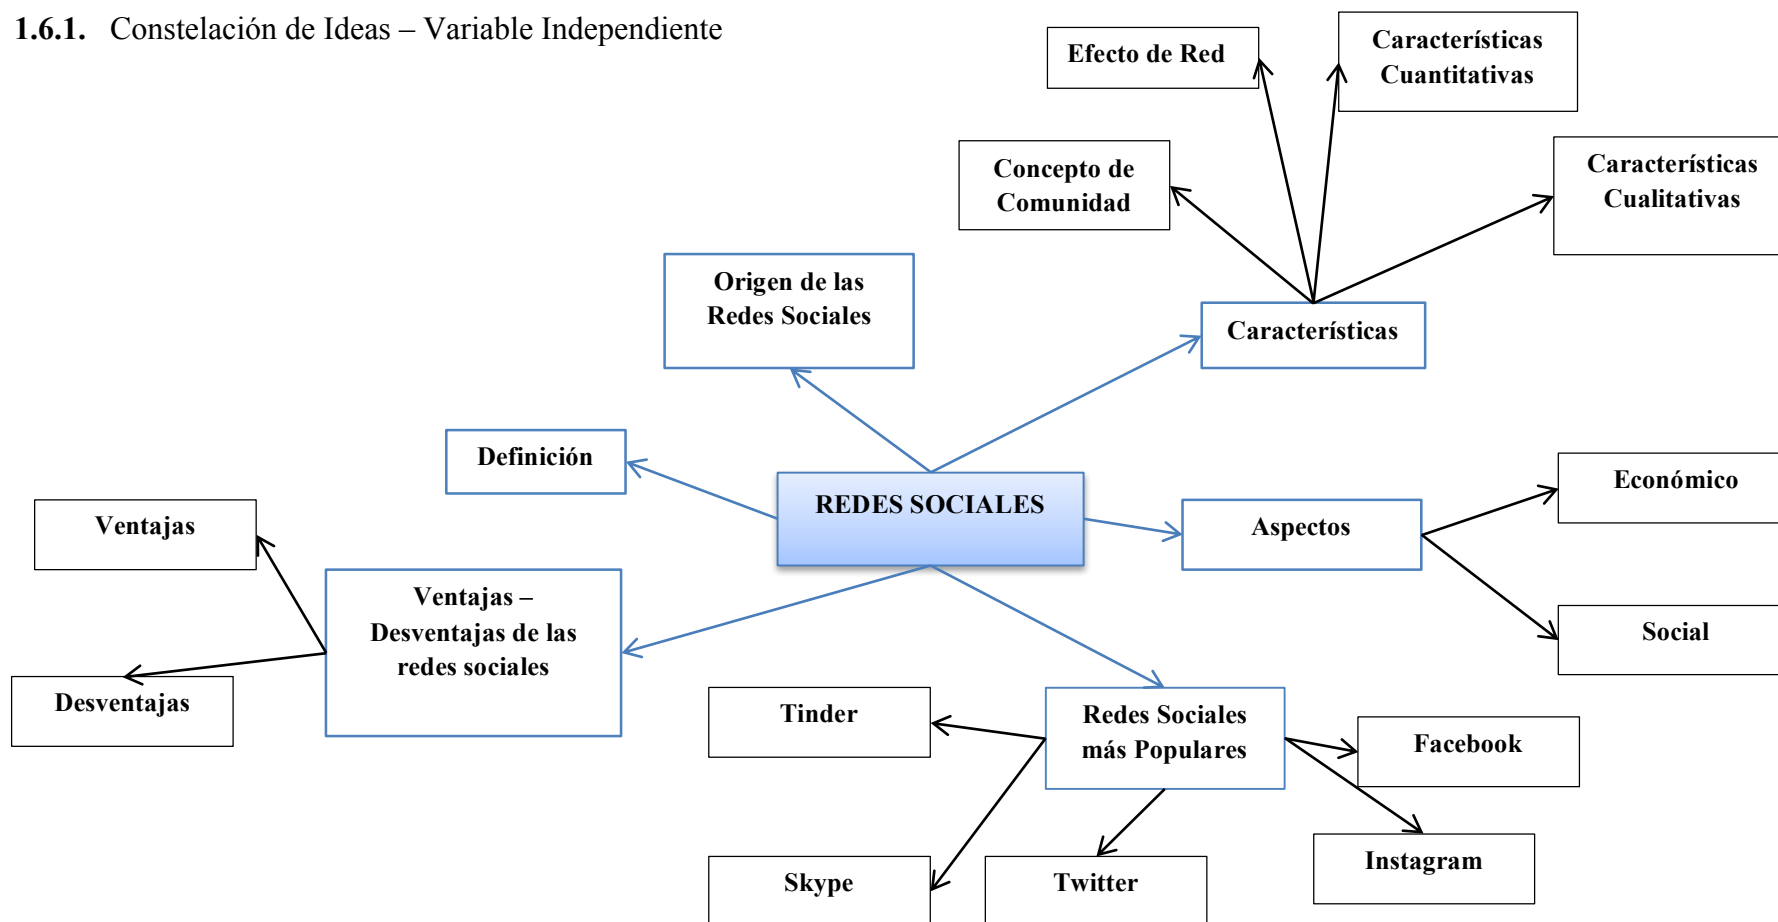 1.6.1. Constelación de Ideas – Variable Independiente
Efecto de Red
Características
Cuantitativas
Concepto de
Comunidad
Características
Cualitativas
Origen de las
Redes Sociales
Características
Definición
REDES SOCIALES
Aspectos
Económico
Social
Ventajas
Ventajas –
Desventajas de las
redes sociales
Desventajas
Tinder
Redes Sociales
más Populares
Facebook
Skype
Twitter
Instagram